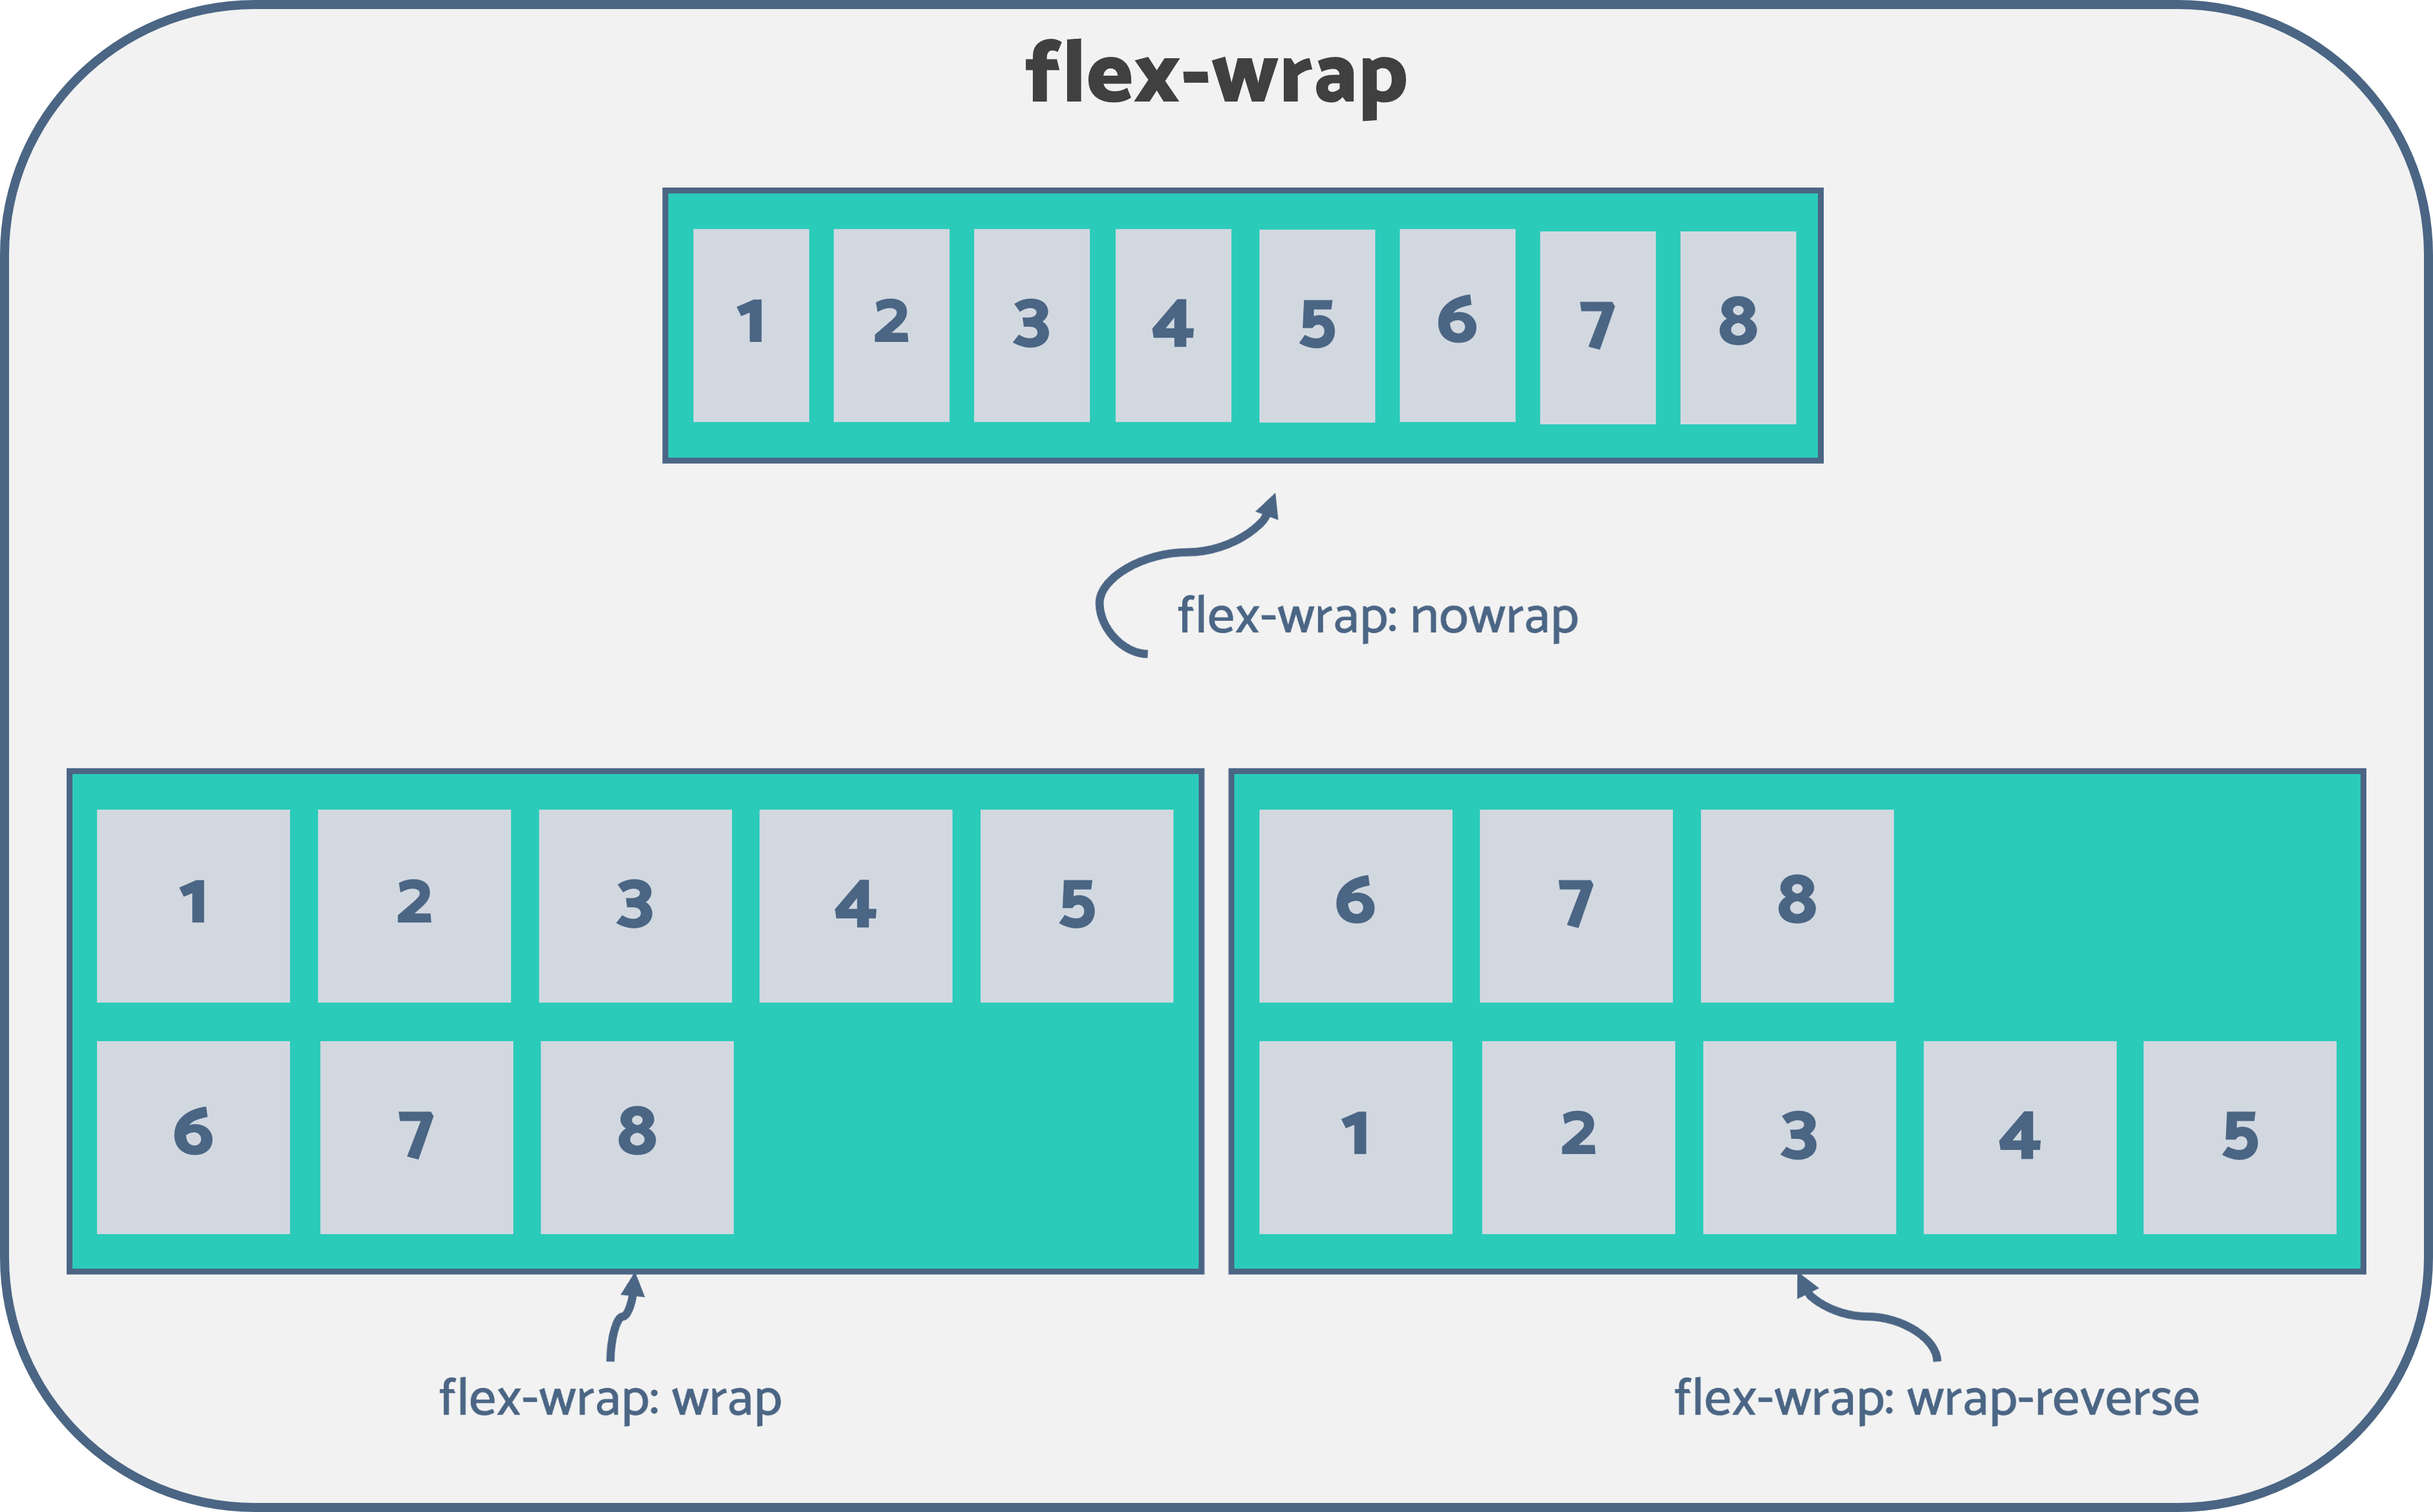 flex-wrap
1 2 3 4 5 6 7 8
flex-wrap: nowrap
1 2 3 4 5
6 7 8
flex-wrap: wrap
6 7 8
1 2 3 4 5
flex-wrap: wrap-reverse